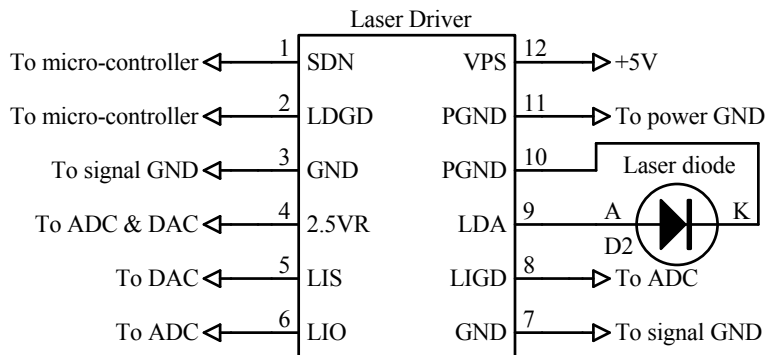 Laser Driver
To micro-controller 1 SDN VPS 12 +5V
To micro-controller 2 LDGD PGND 11 To power GND
To signal GND 3 GND PGND 10
Laser diode
To ADC & DAC 4 2.5VR LDA 9 A K
D2
To DAC 5 LIS LIGD 8 To ADC
To ADC 6 LIO GND 7 To signal GND